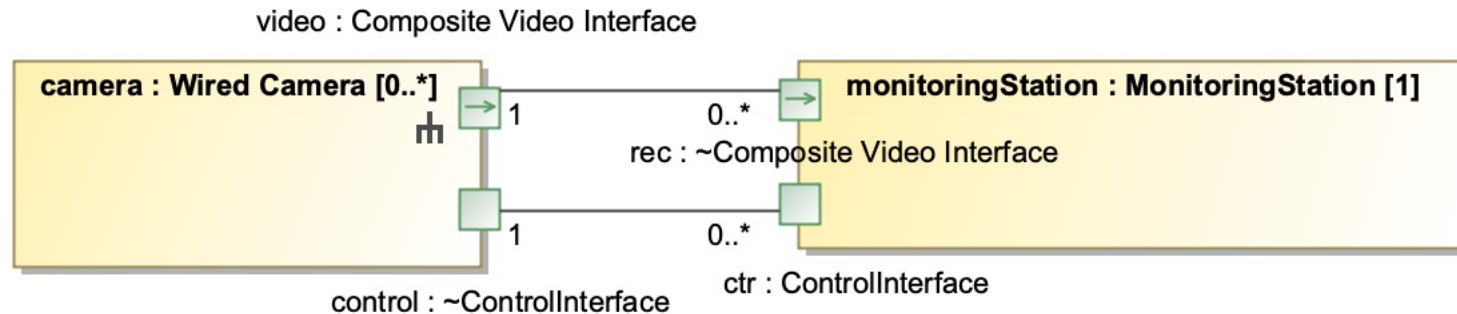 video : Composite Video Interface
camera : Wired Camera [0..*]
monitoringStation : MonitoringStation [1]
1
0..*
rec : ~Composite Video Interface
1
0..*
ctr : ControlInterface
control : ~ControlInterface